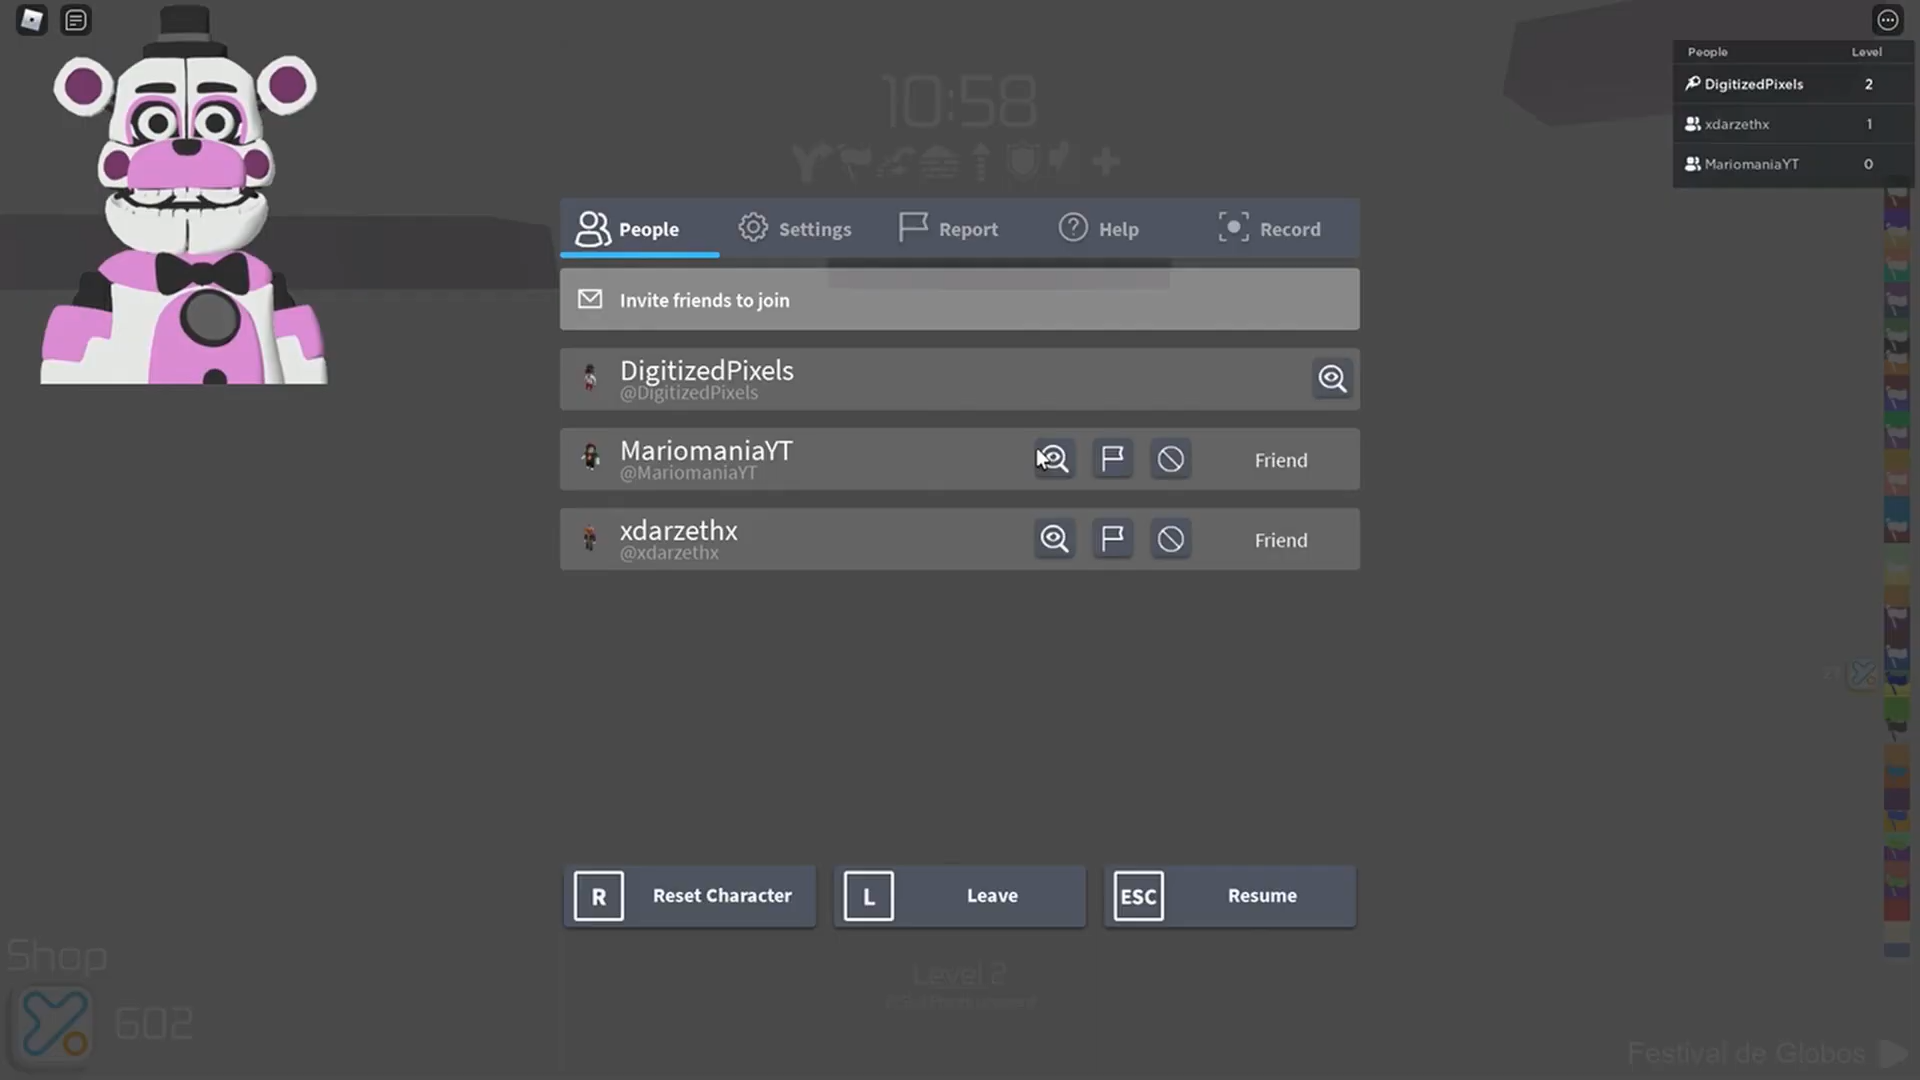 People Level
DigitizedPixels 2
xdarzethx 1
MariomaniaYT 0
10:58
People Settings Report Help Record
Invite friends to join
DigitizedPixels
@DigitizedPixels
MariomaniaYT
@MariomaniaYT
Friend
xdarzethx
@xdarzethx
Friend
R Reset Character L Leave ESC Resume
Shop
602
Level 2
Festival de Globos